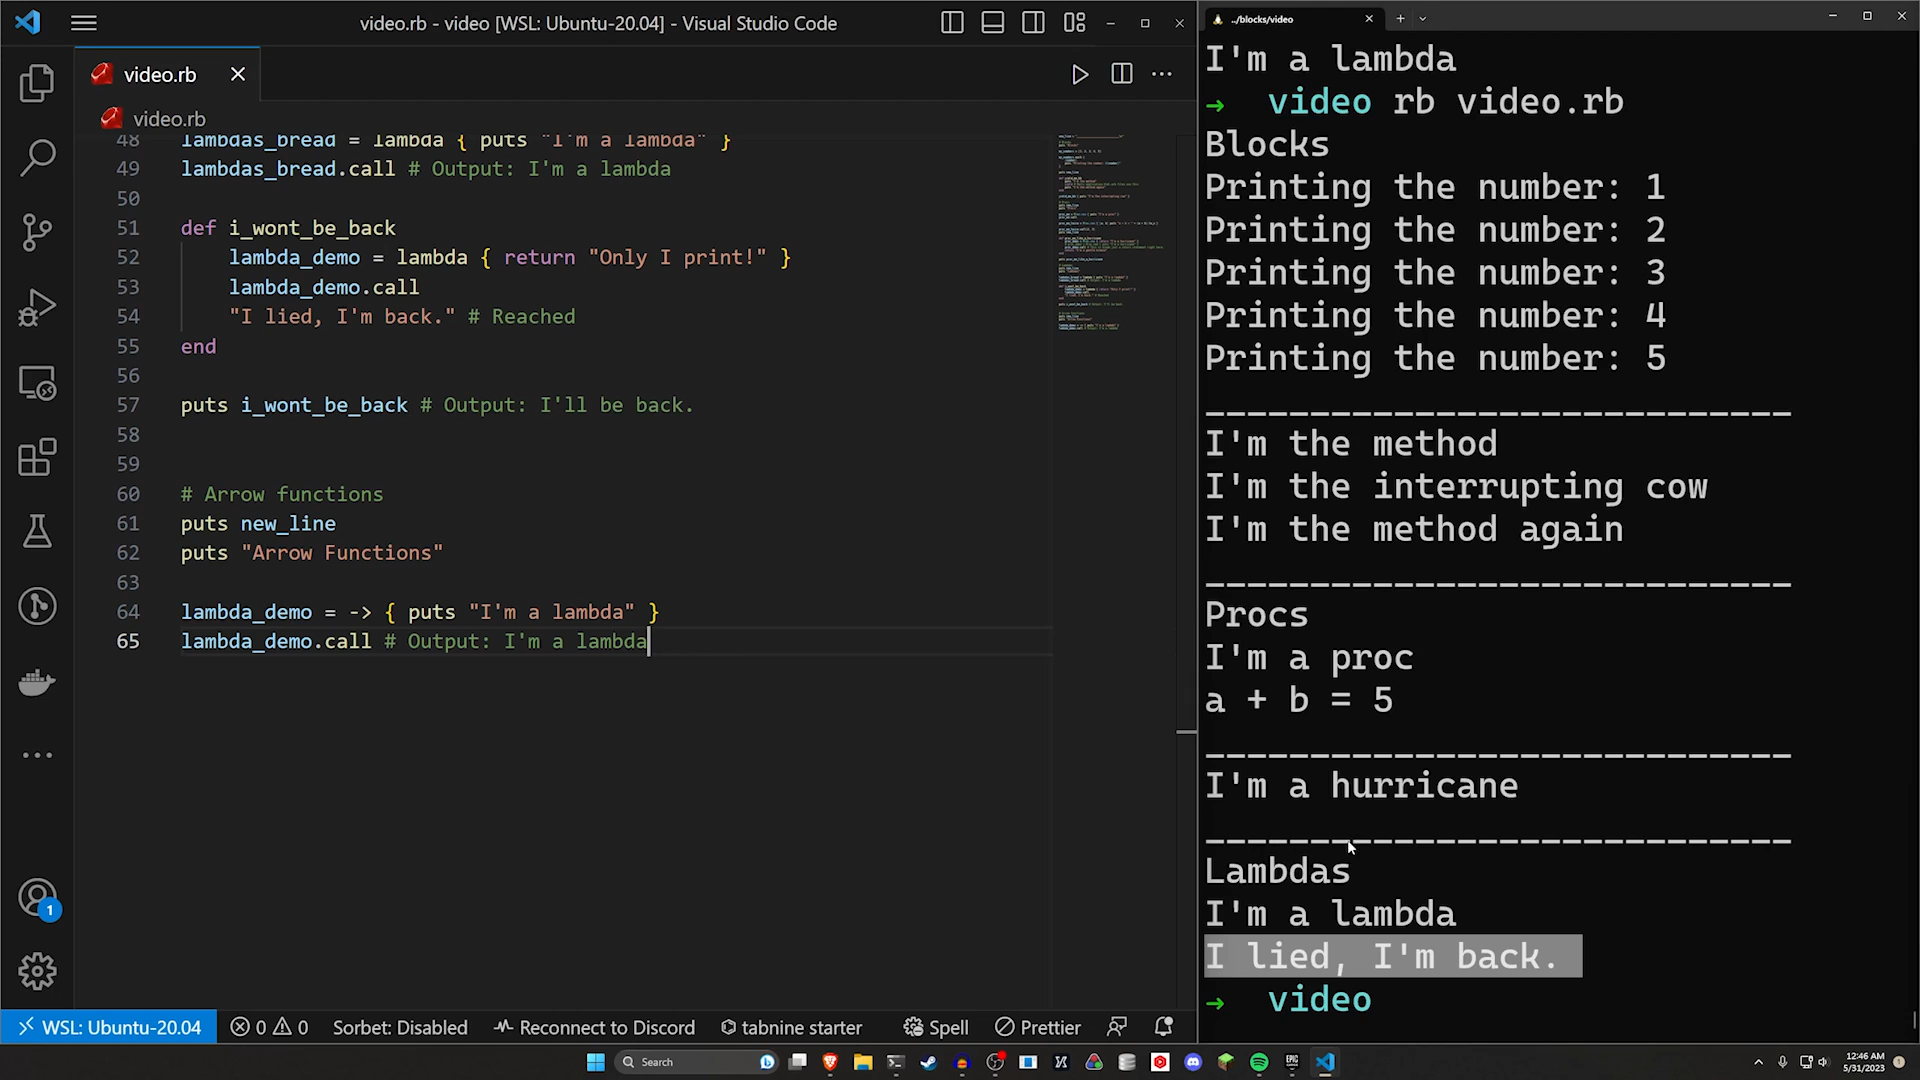 video.rb - video [WSL: Ubuntu-20.04] - Visual Studio Code
video.rb
video.rb
48 lambdas_bread = lambda { puts "I'm a lambda" }
49 lambdas_bread.call # Output: I'm a lambda
50
51 def i_wont_be_back
52 lambda_demo = lambda { return "Only I print!" }
53 lambda_demo.call
54 "I lied, I'm back." # Reached
55 end
56
57 puts i_wont_be_back # Output: I'll be back.
58
59
60 # Arrow functions
61 puts new_line
62 puts "Arrow Functions"
63
64 lambda_demo = -> { puts "I'm a lambda" }
65 lambda_demo.call # Output: I'm a lambda
1
WSL: Ubuntu-20.04 0 0 Sorbet: Disabled Reconnect to Discord tabnine starter Spell Prettier
../blocks/video
I'm a lambda
→ video rb video.rb
Blocks
Printing the number: 1
Printing the number: 2
Printing the number: 3
Printing the number: 4
Printing the number: 5
____________________________
I'm the method
I'm the interrupting cow
I'm the method again
____________________________
Procs
I'm a proc
a + b = 5
____________________________
I'm a hurricane
____________________________
Lambdas
I'm a lambda
I lied, I'm back.
→ video
Search
12:46 AM
5/31/2023